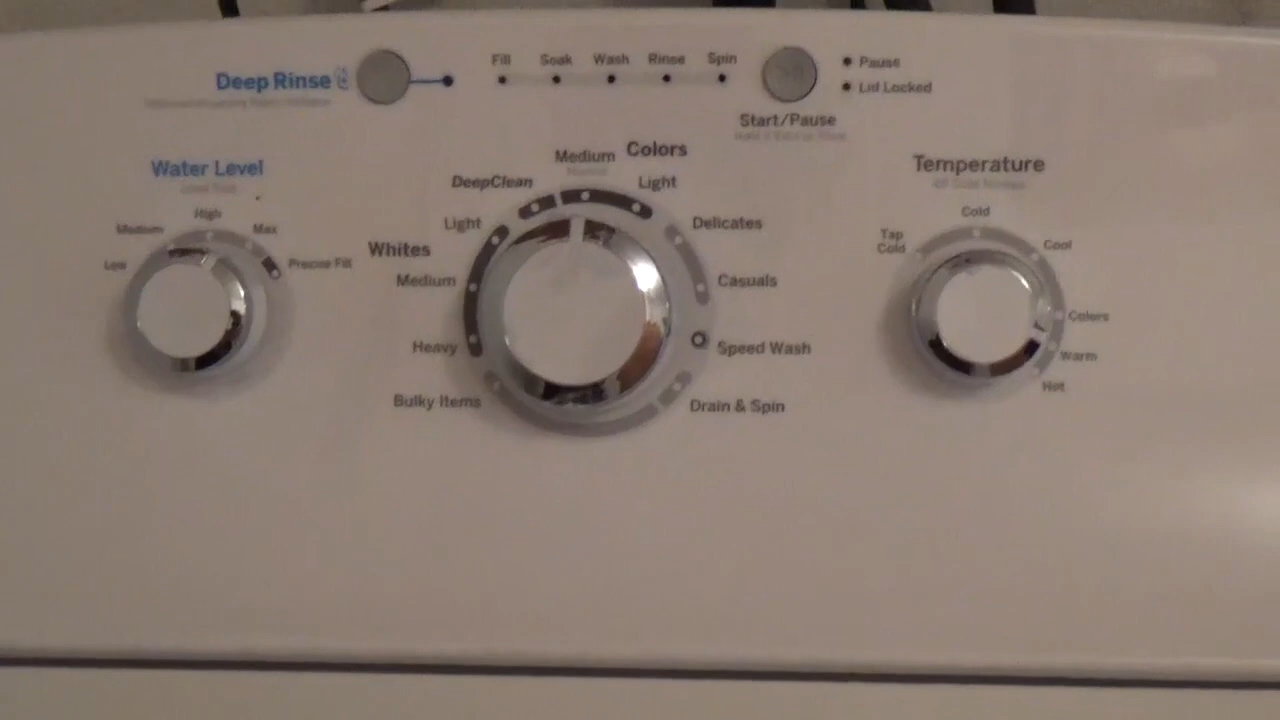 Deep Rinse
Fill Soak Wash Rinse Spin
Pause
Lid Locked
Start/Pause
Water Level
High
Medium
Max
Low
Precise Fill
Colors
Medium
Normal
DeepClean
Light
Light
Delicates
Whites
Medium
Casuals
Heavy
Speed Wash
Bulky Items
Drain & Spin
Temperature
Cold
Tap
Cold
Cool
Colors
Warm
Hot